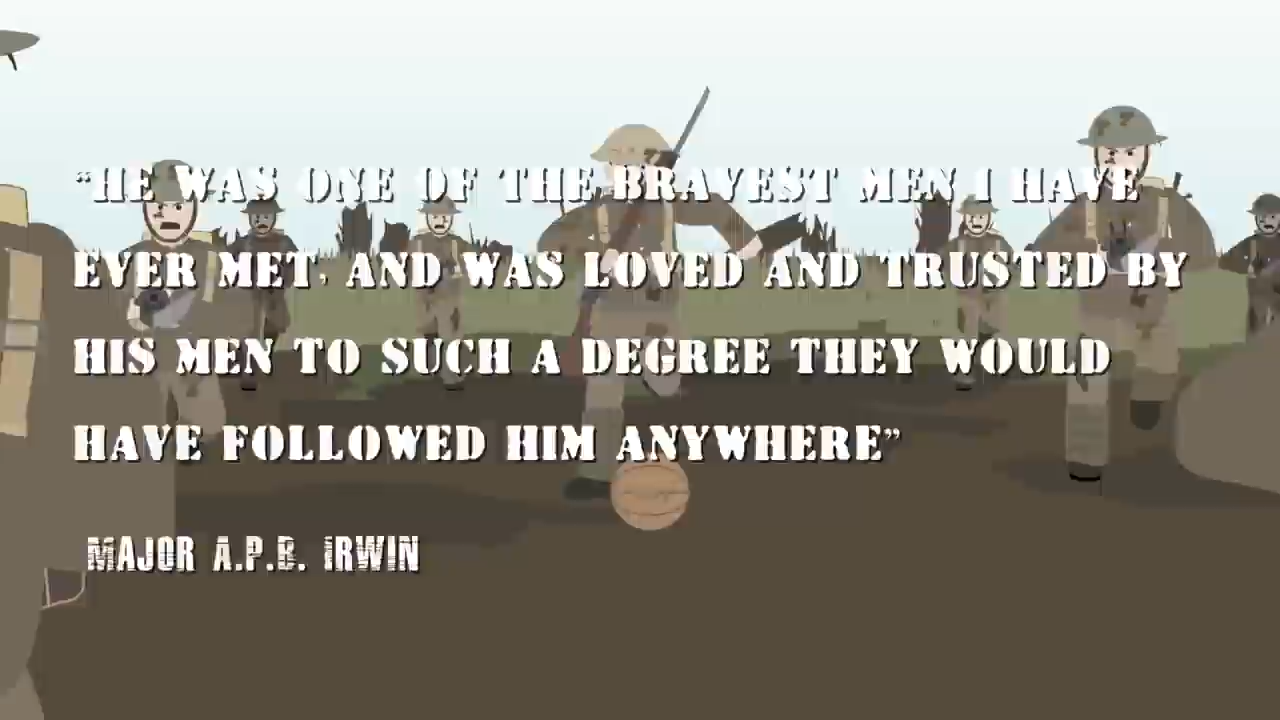 “HE WAS ONE OF THE BRAVEST MEN I HAVE
EVER MET, AND WAS LOVED AND TRUSTED BY
HIS MEN TO SUCH A DEGREE THEY WOULD
HAVE FOLLOWED HIM ANYWHERE”
MAJOR A.P.B. IRWIN